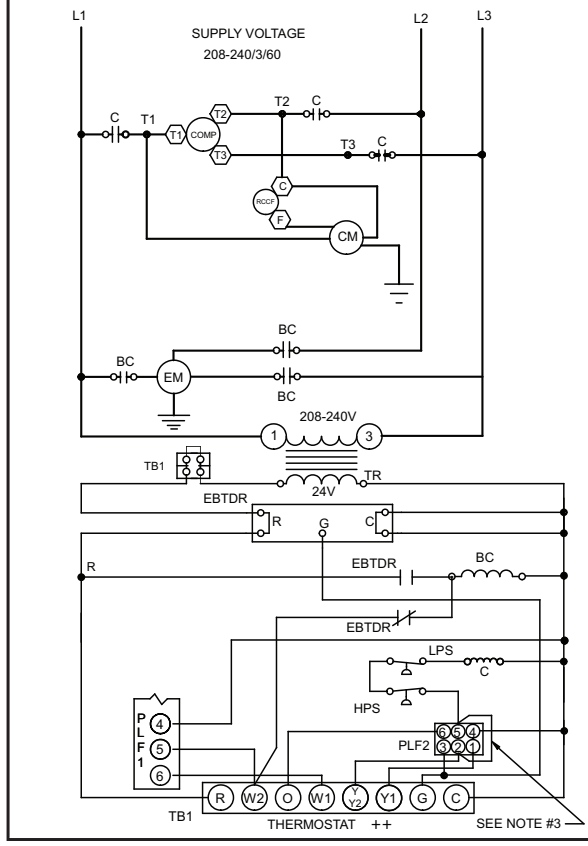 L1 L2 L3
SUPPLY VOLTAGE
208-240/3/60
C T1 T1 COMP T2 T2 C
T3 T3 C
C
RCCF
F
CM
BC
BC EM
BC
208-240V
1 3
TB1 TR
24V
EBTDR
R G C
R EBTDR BC
EBTDR
LPS
C
HPS
PLF1
4
5
6
6 5 4
PLF2 3 2 1
R W2 O W1 Y Y2 Y1 G C
TB1 THERMOSTAT ++ SEE NOTE #3